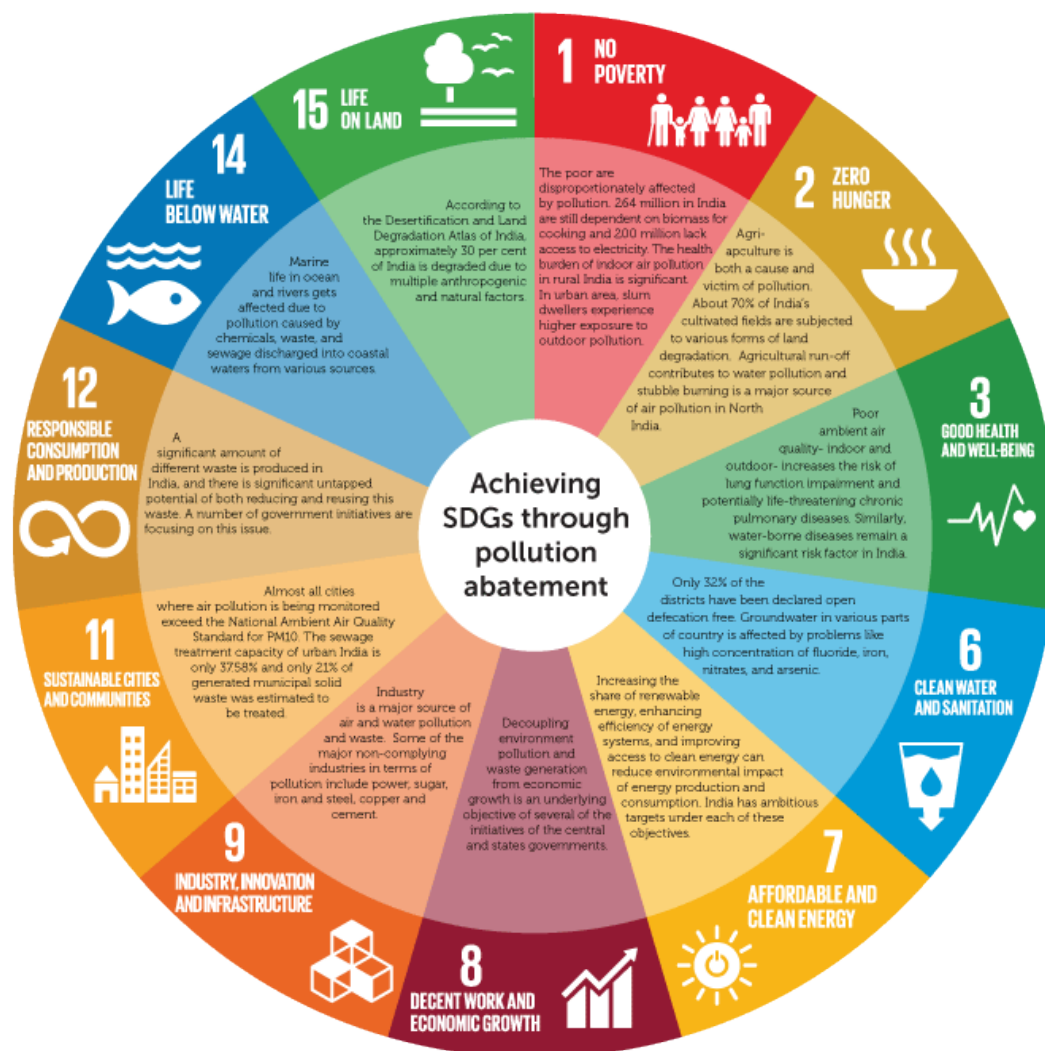 Achieving
SDGs through
pollution
abatement
1
NO
POVERTY
The poor are
disproportionately affected
by pollution. 264 million in India
are still dependent on biomass for
cooking and 200 million lack
access to electricity. The health
burden of indoor air pollution
in rural India is significant.
In urban area, slum
dwellers experience
higher exposure to
outdoor pollution.
2
ZERO
HUNGER
Agri-
apculture is
both a cause and
victim of pollution.
About 70% of India's
cultivated fields are subjected
to various forms of land
degradation. Agricultural run-off
contributes to water pollution and
stubble burning is a major source
of air pollution in North
India.
3
GOOD HEALTH
AND WELL-BEING
Poor
ambient air
quality- indoor and
outdoor- increases the risk of
lung function impairment and
potentially life-threatening chronic
pulmonary diseases. Similarly,
water-borne diseases remain a
significant risk factor in India.
6
CLEAN WATER
AND SANITATION
Only 32% of the
districts have been declared open
defecation free. Groundwater in various parts
of country is affected by problems like
high concentration of fluoride, iron,
nitrates, and arsenic.
7
AFFORDABLE AND
CLEAN ENERGY
Increasing the
share of renewable
energy, enhancing
efficiency of energy
systems, and improving
access to clean energy can
reduce environmental impact
of energy production and
consumption. India has ambitious
targets under each of these
objectives.
8
DECENT WORK AND
ECONOMIC GROWTH
Decoupling
environment
pollution and
waste generation
from economic
growth is an underlying
objective of several of the
initiatives of the central
and states governments.
9
INDUSTRY, INNOVATION
AND INFRASTRUCTURE
Industry
is a major source of
air and water pollution
and waste. Some of the
major non-complying
industries in terms of
pollution include power, sugar,
iron and steel, copper and
cement.
11
SUSTAINABLE CITIES
AND COMMUNITIES
Almost all cities
where air pollution is being monitored
exceed the National Ambient Air Quality
Standard for PM10. The sewage
treatment capacity of urban India is
only 37.58% and only 21% of
generated municipal solid
waste was estimated to
be treated.
12
RESPONSIBLE
CONSUMPTION
AND PRODUCTION
A
significant amount of
different waste is produced in
India, and there is significant untapped
potential of both reducing and reusing this
waste. A number of government initiatives are
focusing on this issue.
14
LIFE
BELOW WATER
Marine
life in ocean
and rivers gets
affected due to
pollution caused by
chemicals, waste, and
sewage discharged into coastal
waters from various sources.
15
LIFE
ON LAND
According to
the Desertification and Land
Degradation Atlas of India,
approximately 30 per cent
of India is degraded due to
multiple anthropogenic
and natural factors.